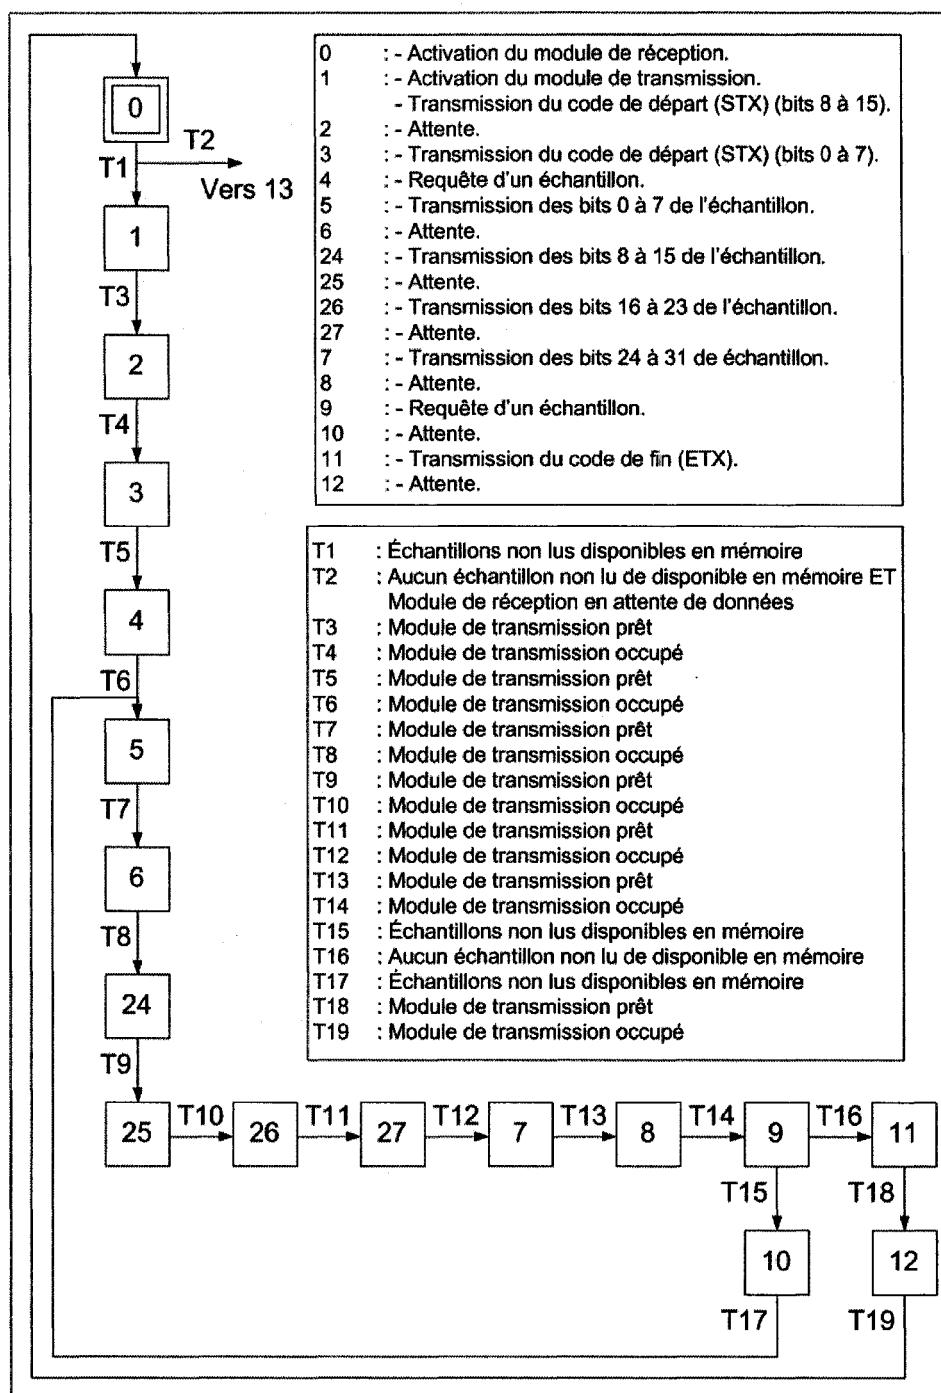 0 : - Activation du module de réception.
1 : - Activation du module de transmission.
- Transmission du code de départ (STX) (bits 8 à 15).
2 : - Attente.
3 : - Transmission du code de départ (STX) (bits 0 à 7).
4 : - Requête d'un échantillon.
5 : - Transmission des bits 0 à 7 de l'échantillon.
6 : - Attente.
24 : - Transmission des bits 8 à 15 de l'échantillon.
25 : - Attente.
26 : - Transmission des bits 16 à 23 de l'échantillon.
27 : - Attente.
7 : - Transmission des bits 24 à 31 de échantillon.
8 : - Attente.
9 : - Requête d'un échantillon.
10 : - Attente.
11 : - Transmission du code de fin (ETX).
12 : - Attente.
T1 : Échantillons non lus disponibles en mémoire
T2 : Aucun échantillon non lu de disponible en mémoire ET
Module de réception en attente de données
T3 : Module de transmission prêt
T4 : Module de transmission occupé
T5 : Module de transmission prêt
T6 : Module de transmission occupé
T7 : Module de transmission prêt
T8 : Module de transmission occupé
T9 : Module de transmission prêt
T10 : Module de transmission occupé
T11 : Module de transmission prêt
T12 : Module de transmission occupé
T13 : Module de transmission prêt
T14 : Module de transmission occupé
T15 : Échantillons non lus disponibles en mémoire
T16 : Aucun échantillon non lu de disponible en mémoire
T17 : Échantillons non lus disponibles en mémoire
T18 : Module de transmission prêt
T19 : Module de transmission occupé
0
T2
T1
Vers 13
1
T3
2
T4
3
T5
4
T6
5
T7
6
T8
24
T9
25 T10 26 T11 27 T12 7 T13 8 T14 9 T16 11
T15 T18
10 12
T17 T19